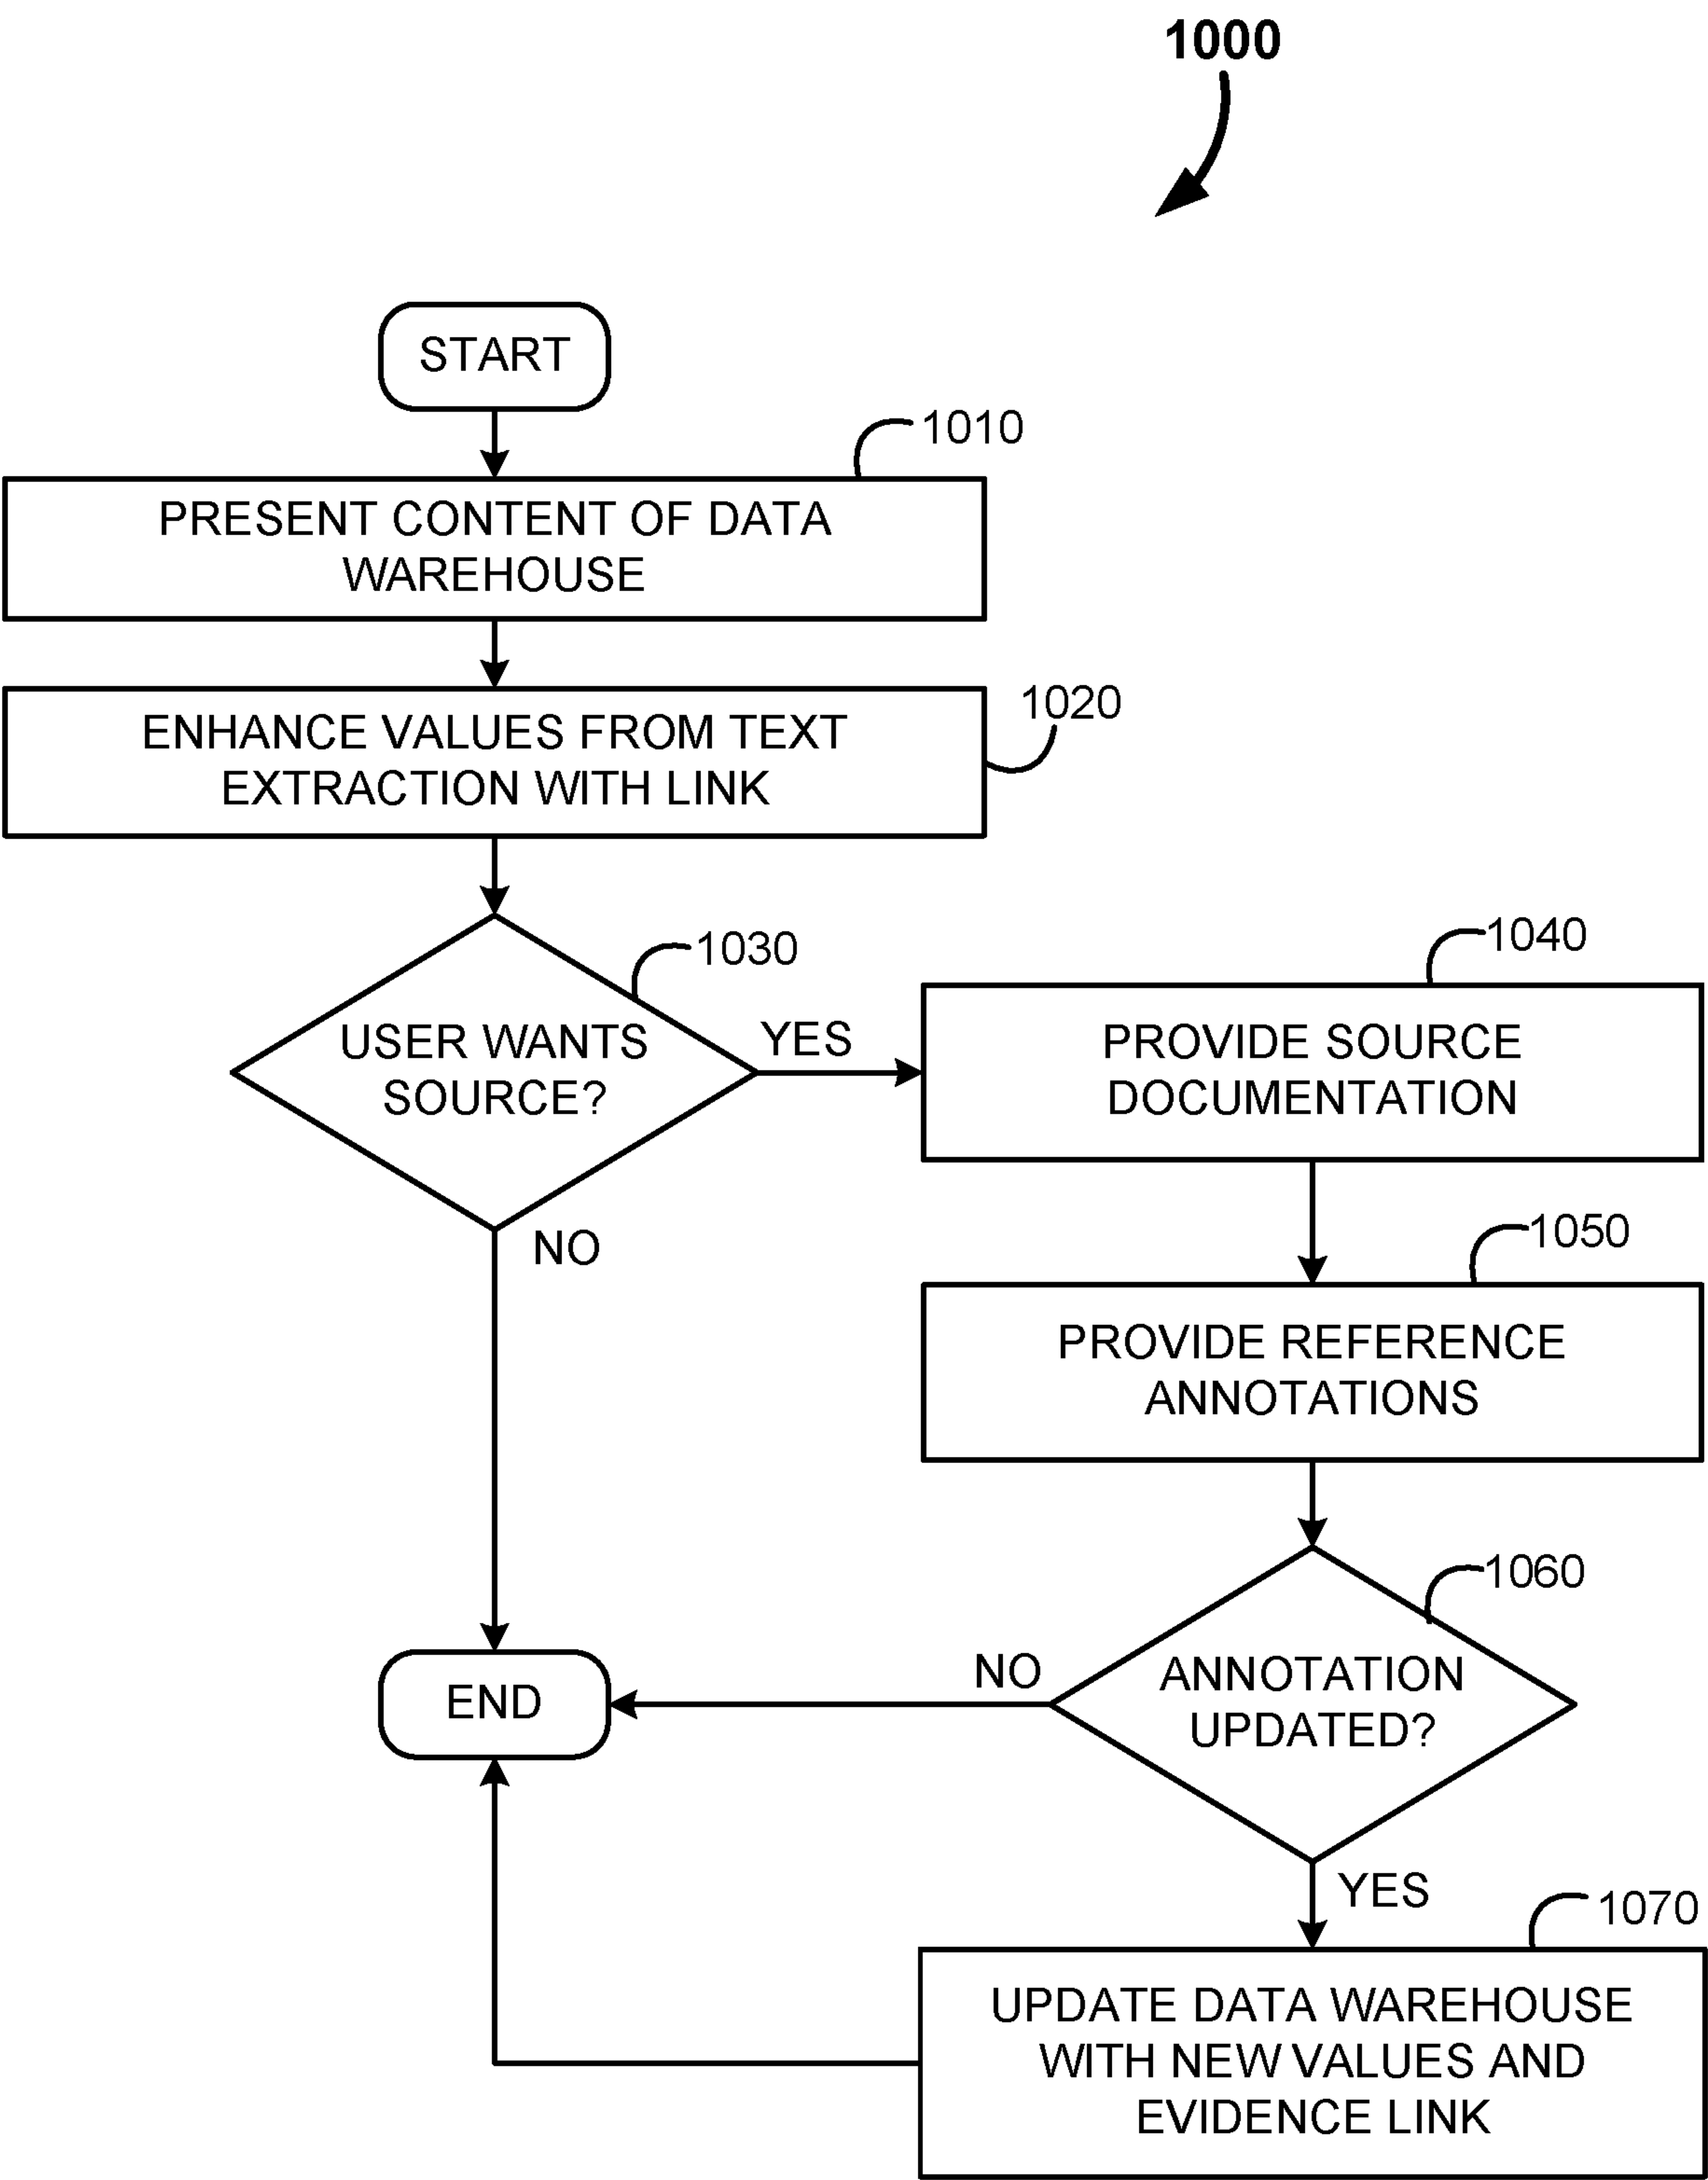 1000
START
1010
PRESENT CONTENT OF DATA
WAREHOUSE
1020
ENHANCE VALUES FROM TEXT
EXTRACTION WITH LINK
1030
USER WANTS
SOURCE?
YES
NO
1040
PROVIDE SOURCE
DOCUMENTATION
1050
PROVIDE REFERENCE
ANNOTATIONS
1060
ANNOTATION
UPDATED?
NO
END
YES
1070
UPDATE DATA WAREHOUSE
WITH NEW VALUES AND
EVIDENCE LINK